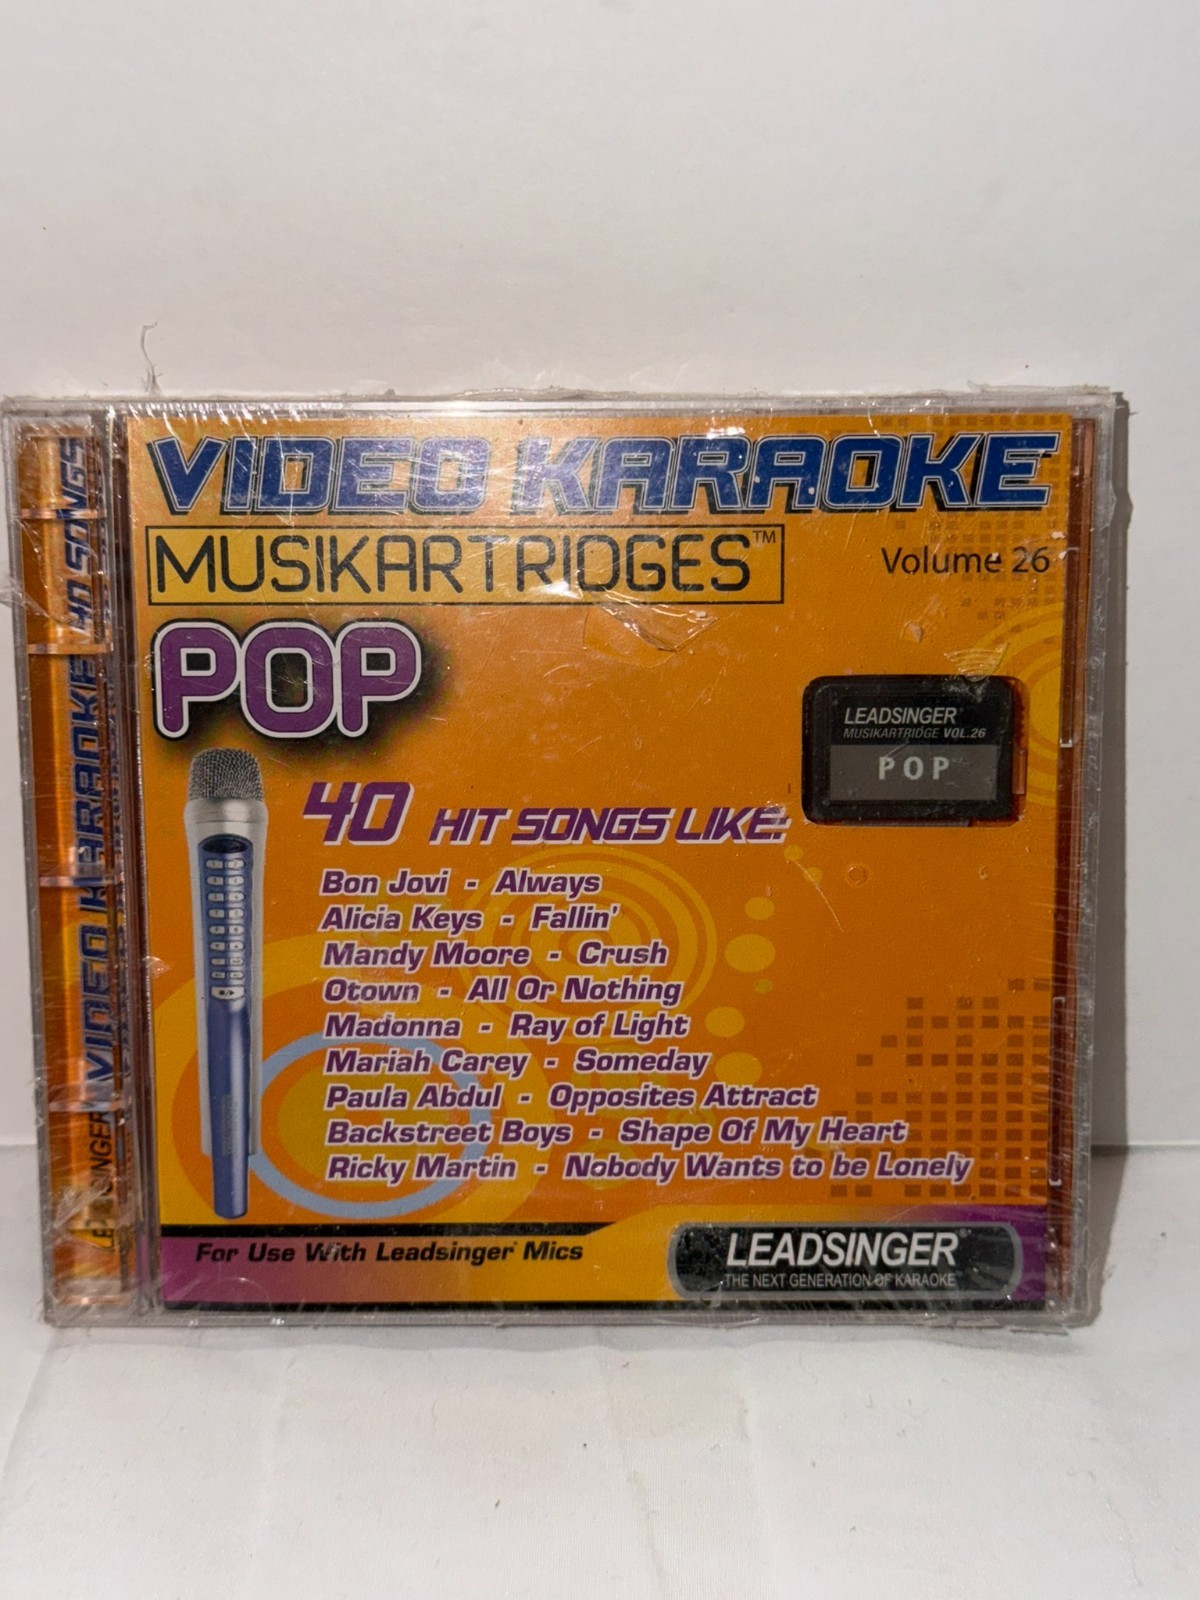 VIDEO KARAOKE
MUSIKARTRIDGES™
Volume 26
POP
LEADSINGER
MUSIKARTRIDGE VOL.26
POP
40 HIT SONGS LIKE:
Bon Jovi - Always
Alicia Keys - Fallin'
Mandy Moore - Crush
Otown - All Or Nothing
Madonna - Ray of Light
Mariah Carey - Someday
Paula Abdul - Opposites Attract
Backstreet Boys - Shape Of My Heart
Ricky Martin - Nobody Wants to be Lonely
For Use With Leadsinger® Mics
LEADSINGER®
THE NEXT GENERATION OF KARAOKE
LEADSINGER VIDEO KARAOKE 40 SONGS